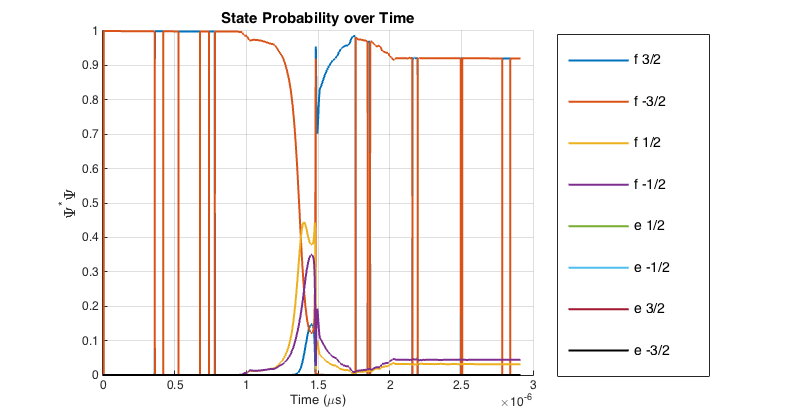 State Probability over Time
Ψ* Ψ
1
0.9
0.8
0.7
0.6
0.5
0.4
0.3
0.2
0.1
0
0 0.5 1 1.5 2 2.5 3
Time (μs)
×10⁻⁶
f 3/2
f -3/2
f 1/2
f -1/2
e 1/2
e -1/2
e 3/2
e -3/2